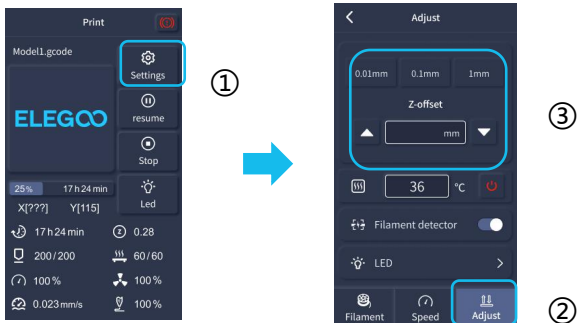 Print
Model1.gcode
Settings
①
ELEGOO
resume
Stop
25% 17 h 24 min
Led
X[???] Y[115]
17 h 24 min
Z 0.28
200/200
60/60
100%
100%
0.023 mm/s
100%
Adjust
0.01mm 0.1mm 1mm
Z-offset
mm
③
36 °C
Filament detector
LED
Filament Speed Adjust
②